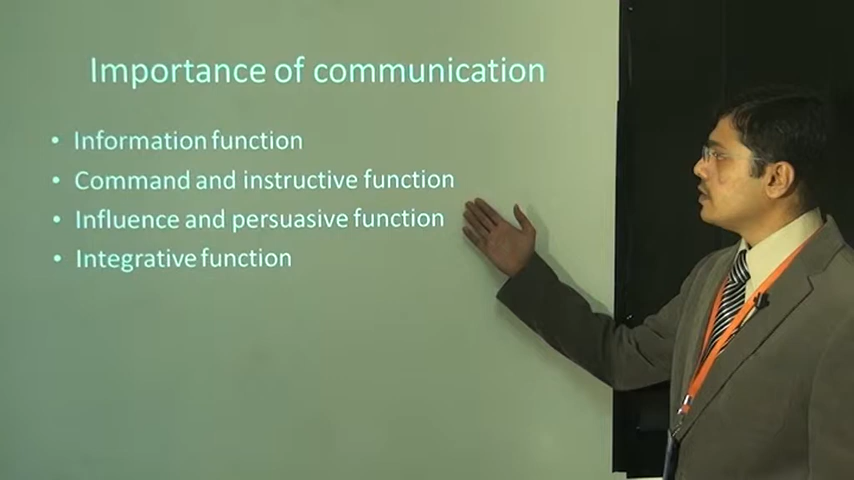 Importance of communication
• Information function
• Command and instructive function
• Influence and persuasive function
• Integrative function